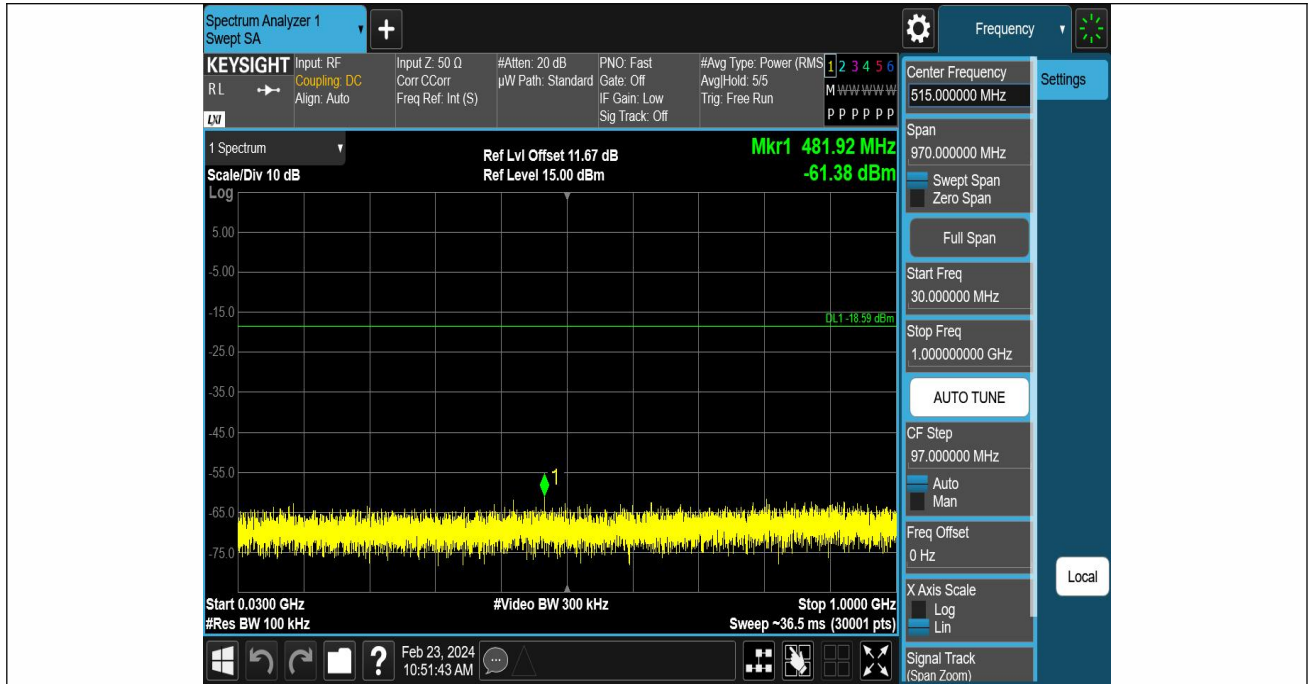 Spectrum Analyzer 1
Swept SA
Frequency
KEYSIGHT
RL
LXI
Input: RF
Coupling: DC
Align: Auto
Input Z: 50 Ω
Corr CCorr
Freq Ref: Int (S)
#Atten: 20 dB
µW Path: Standard
PNO: Fast
Gate: Off
IF Gain: Low
Sig Track: Off
#Avg Type: Power (RMS
Avg|Hold: 5/5
Trig: Free Run
1 2 3 4 5 6
M W W W W W
P P P P P P
1 Spectrum
Scale/Div 10 dB
Ref Lvl Offset 11.67 dB
Ref Level 15.00 dBm
Mkr1 481.92 MHz
-61.38 dBm
Log
5.00
-5.00
-15.0
DL1 -18.59 dBm
-25.0
-35.0
-45.0
-55.0
1
-65.0
-75.0
Start 0.0300 GHz
#Res BW 100 kHz
#Video BW 300 kHz
Stop 1.0000 GHz
Sweep ~36.5 ms (30001 pts)
Feb 23, 2024
10:51:43 AM
Center Frequency
515.000000 MHz
Span
970.000000 MHz
Swept Span
Zero Span
Full Span
Start Freq
30.000000 MHz
Stop Freq
1.000000000 GHz
AUTO TUNE
CF Step
97.000000 MHz
Auto
Man
Freq Offset
0 Hz
X Axis Scale
Log
Lin
Signal Track
(Span Zoom)
Settings
Local